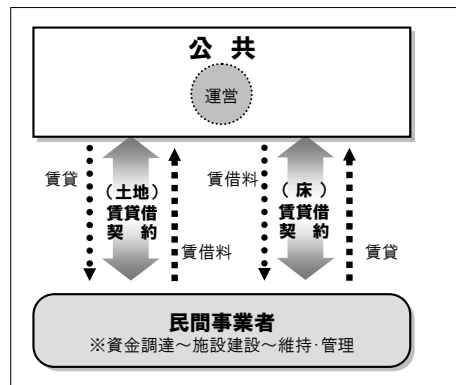 公共
運営
賃貸
（土地）
賃貸借
契約
賃借料
賃借料
（床）
賃貸借
契約
賃貸
民間事業者
※資金調達～施設建設～維持・管理